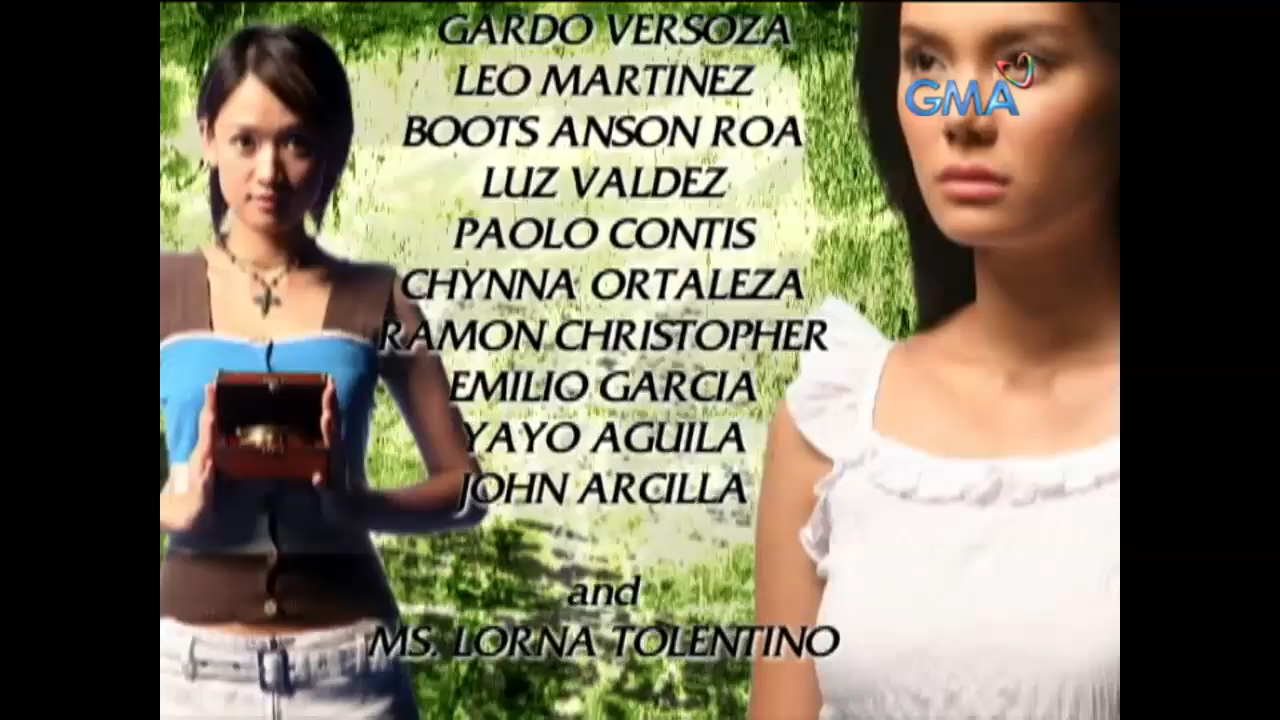 GARDO VERSOZA
LEO MARTINEZ
GMA
BOOTS ANSON ROA
LUZ VALDEZ
PAOLO CONTIS
CHYNNA ORTALEZA
RAMON CHRISTOPHER
EMILIO GARCIA
YAYO AGUILA
JOHN ARCILLA
and
MS. LORNA TOLENTINO